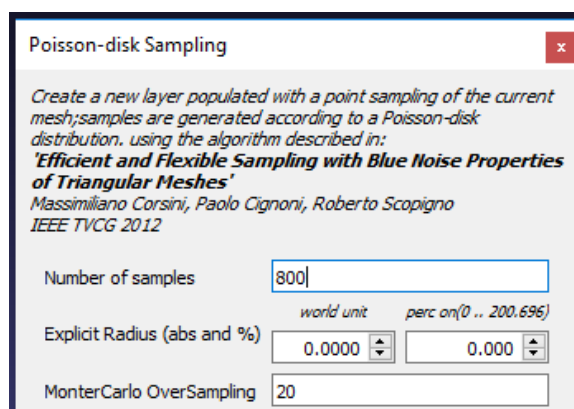 Poisson-disk Sampling
x
Create a new layer populated with a point sampling of the current
mesh;samples are generated according to a Poisson-disk
distribution. using the algorithm described in:
'Efficient and Flexible Sampling with Blue Noise Properties
of Triangular Meshes'
Massimiliano Corsini, Paolo Cignoni, Roberto Scopigno
IEEE TVCG 2012
Number of samples 800
world unit perc on(0 .. 200.696)
Explicit Radius (abs and %) 0.0000 0.000
MonterCarlo OverSampling 20